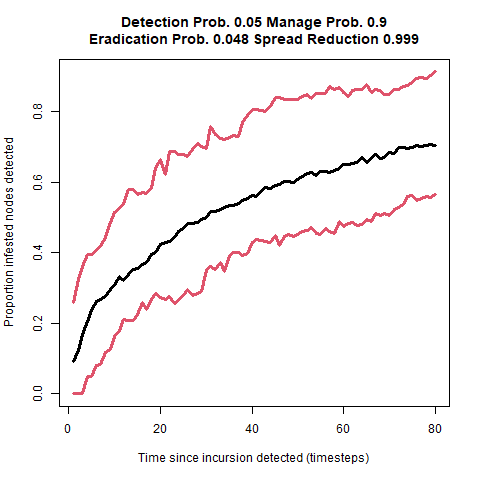 Detection Prob. 0.05 Manage Prob. 0.9
Eradication Prob. 0.048 Spread Reduction 0.999
Proportion infested nodes detected
0.8
0.6
0.4
0.2
0.0
0 20 40 60 80
Time since incursion detected (timesteps)